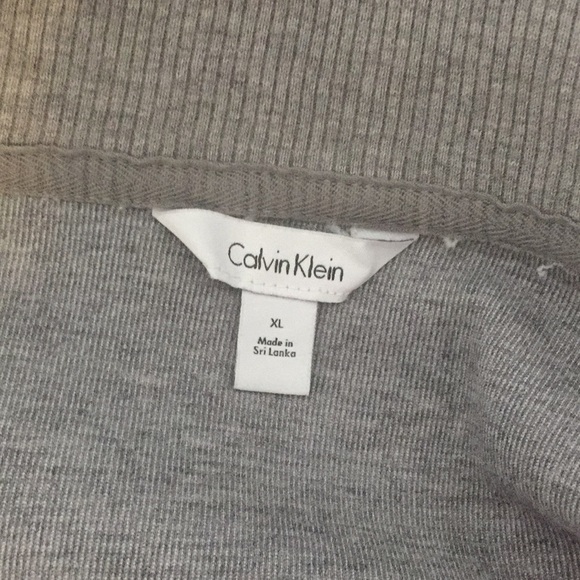 Calvin Klein
XL
Made in
Sri Lanka